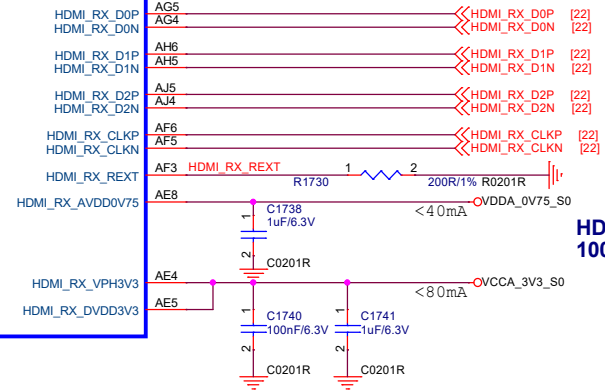 HDMI_RX_D0P AG5 HDMI_RX_D0P [22]
HDMI_RX_D0N AG4 HDMI_RX_D0N [22]
HDMI_RX_D1P AH6 HDMI_RX_D1P [22]
HDMI_RX_D1N AH5 HDMI_RX_D1N [22]
HDMI_RX_D2P AJ5 HDMI_RX_D2P [22]
HDMI_RX_D2N AJ4 HDMI_RX_D2N [22]
HDMI_RX_CLKP AF6 HDMI_RX_CLKP [22]
HDMI_RX_CLKN AF5 HDMI_RX_CLKN [22]
HDMI_RX_REXT AF3 HDMI_RX_REXT 1 2
R1730 200R/1% R0201R
HDMI_RX_AVDD0V75 AE8 VDDA_0V75_S0
<40mA
1 C1738
1uF/6.3V
2 C0201R
HD
100
HDMI_RX_VPH3V3 AE4 VCCA_3V3_S0
<80mA
HDMI_RX_DVDD3V3 AE5
1 C1740 1 C1741
100nF/6.3V 1uF/6.3V
2 C0201R 2 C0201R